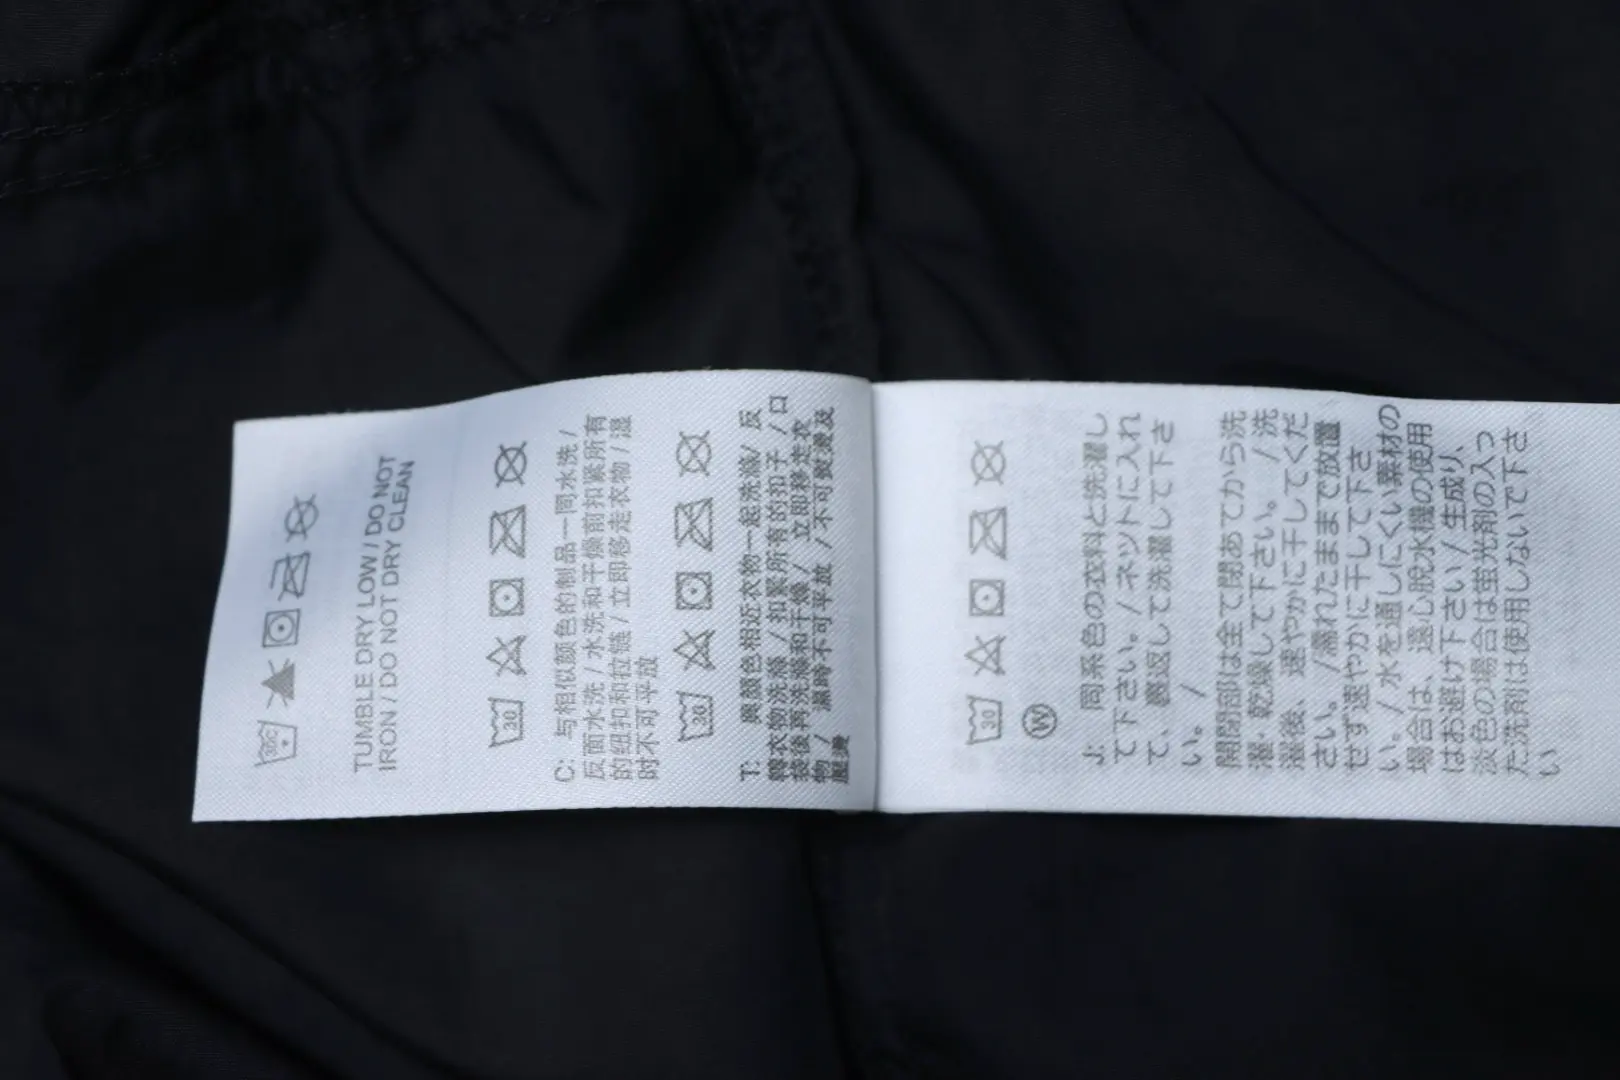 30C
TUMBLE DRY LOW / DO NOT
IRON / DO NOT DRY CLEAN
30
C: 与相似颜色的制品一同水洗 /
反面水洗 / 水洗和干燥前扣紧所有
的纽扣和拉链 / 立即移走衣物 / 湿
时不可平放
30
T: 與顏色相近衣物一起洗滌/ 反
轉衣物洗滌 / 扣緊所有的扣子 / 口
袋後再洗滌和干燥 / 立即移走衣
物 / 濕時不可平放 / 不可熨燙及
壓燙
30
W
J: 同系色の衣料と洗濯し
て下さい。/ ネットに入れ
て、裏返して洗濯して下さ
い。 /
開閉部は全て閉めてから洗
濯・乾燥して下さい。 / 洗
濯後、速やかに干してくだ
さい。 / 濡れたままで放置
せず速やかに干して下さ
い。/ 水を通しにくい素材の
場合は、遠心脱水機の使用
はお避け下さい / 生成り、
淡色の場合は蛍光剤の入っ
た洗剤は使用しないで下さ
い